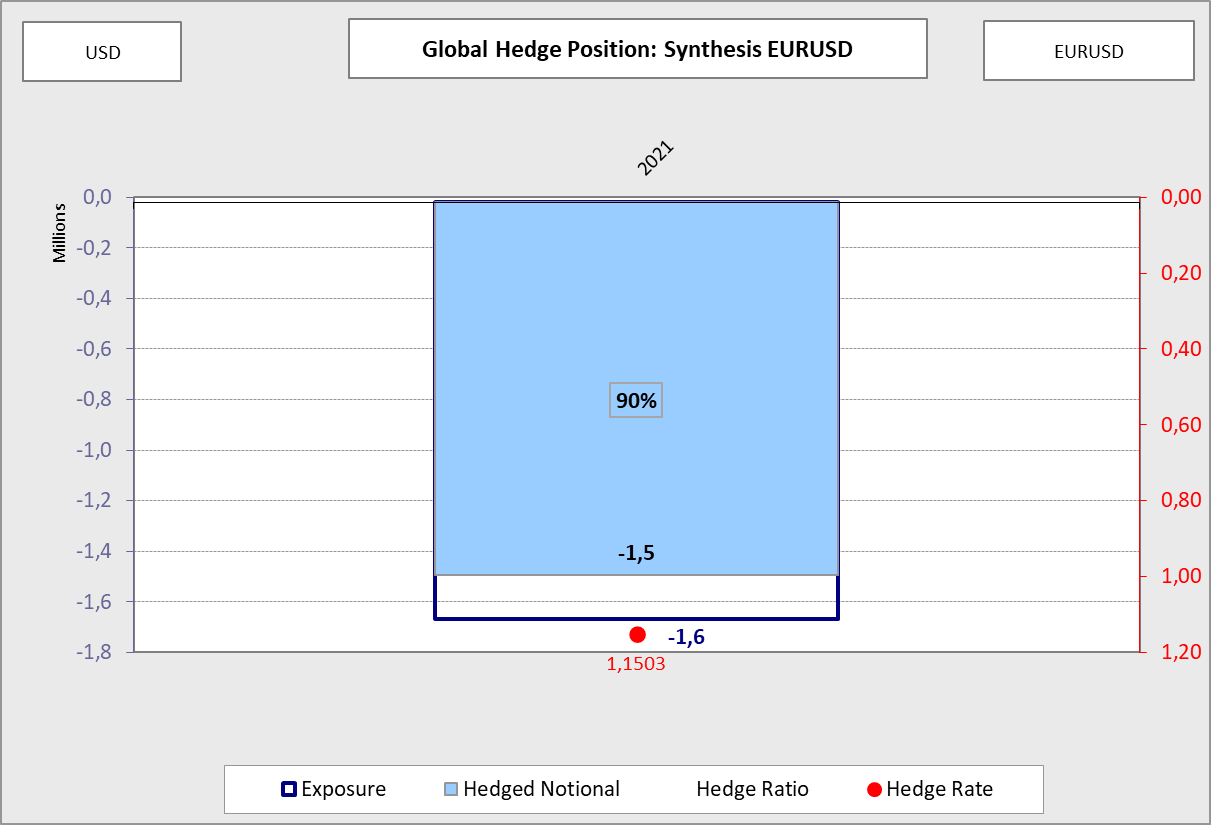 USD
Global Hedge Position: Synthesis EURUSD
EURUSD
2021
Millions
0,0
-0,2
-0,4
-0,6
-0,8
-1,0
-1,2
-1,4
-1,6
-1,8
90%
-1,5
-1,6
1,1503
0,00
0,20
0,40
0,60
0,80
1,00
1,20
Exposure
Hedged Notional
Hedge Ratio
Hedge Rate